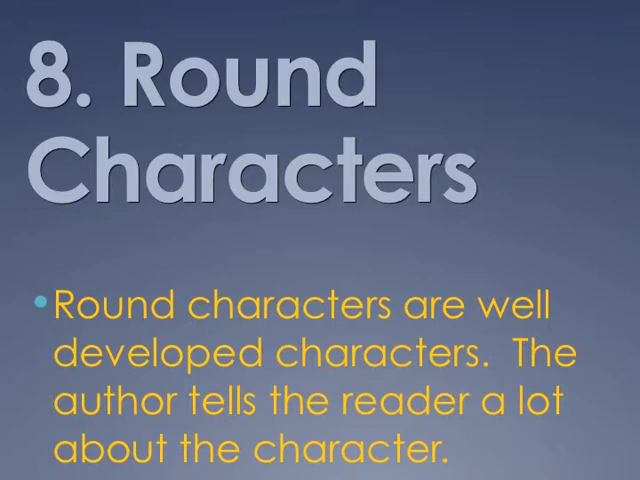 8. Round
Characters
•Round characters are well
developed characters.  The
author tells the reader a lot
about the character.